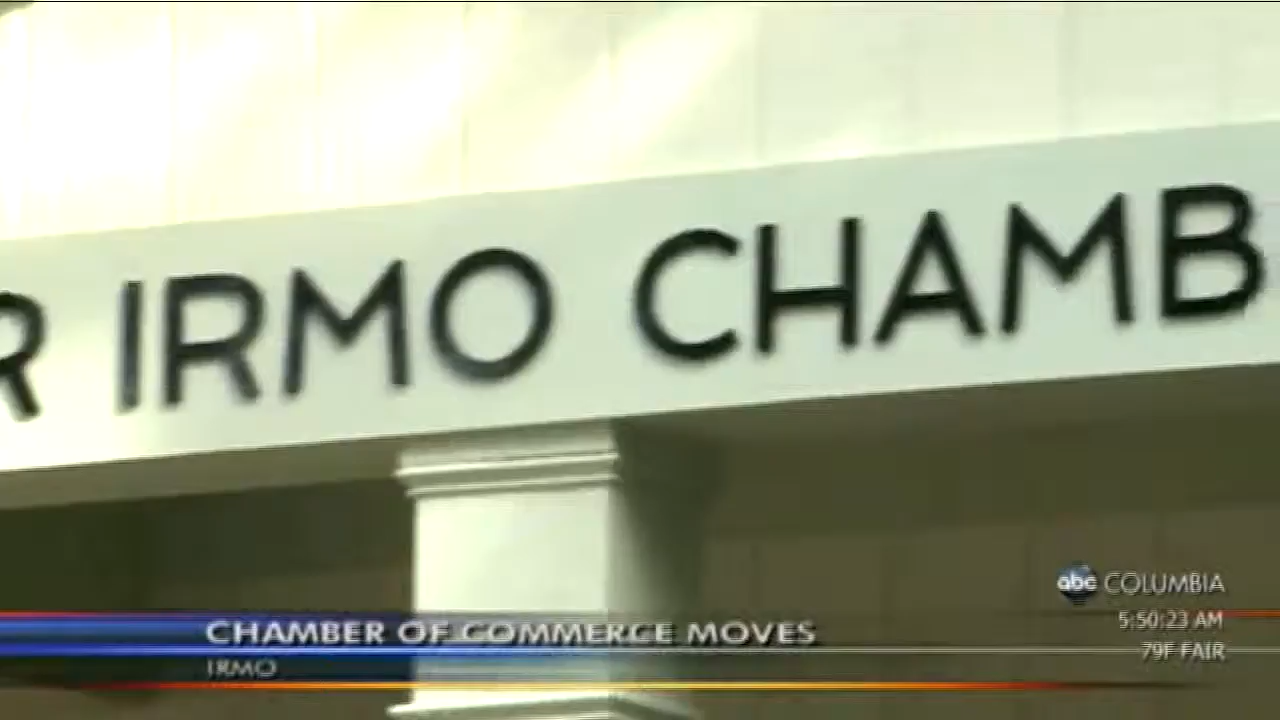 R IRMO CHAMB
abc COLUMBIA
5:50:23 AM
79F FAIR
CHAMBER OF COMMERCE MOVES
IRMO